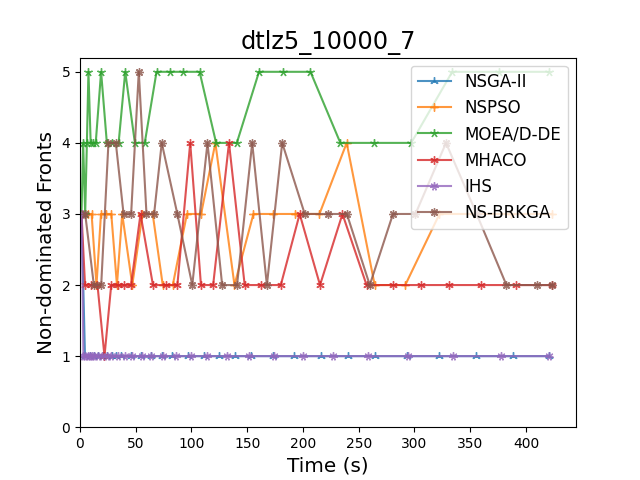 dtlz5_10000_7
Non-dominated Fronts
5
4
3
2
1
0
0 50 100 150 200 250 300 350 400
Time (s)
NSGA-II
NSPSO
MOEA/D-DE
MHACO
IHS
NS-BRKGA